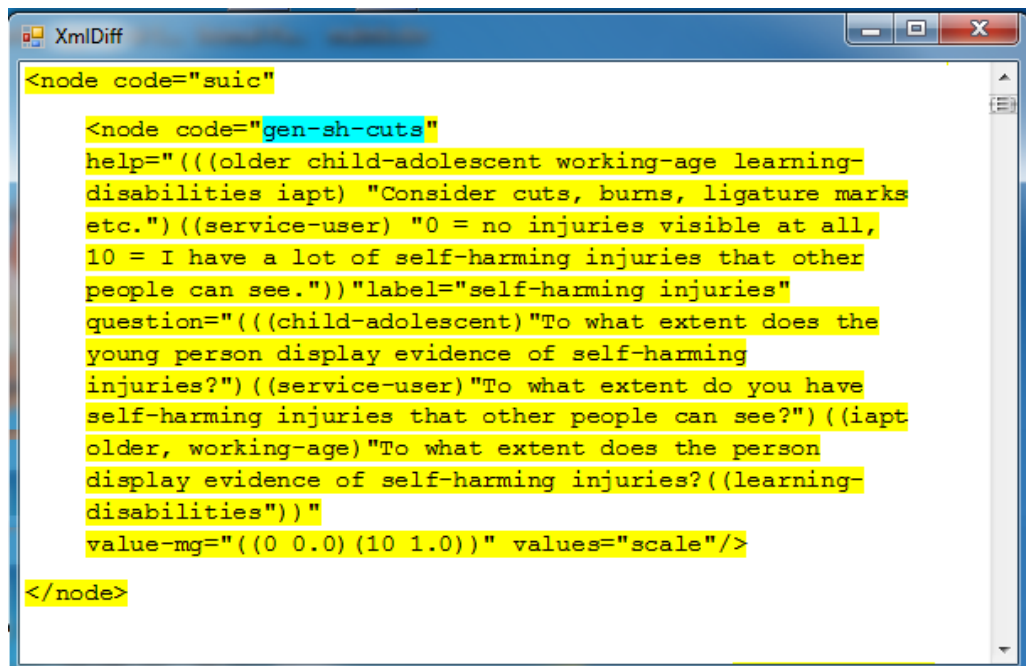 XmlDiff
<node code="suic"
<node code="gen-sh-cuts"
help="(((older child-adolescent working-age learning-
disabilities iapt) "Consider cuts, burns, ligature marks
etc.")((service-user) "0 = no injuries visible at all,
10 = I have a lot of self-harming injuries that other
people can see."))"label="self-harming injuries"
question="(((child-adolescent)"To what extent does the
young person display evidence of self-harming
injuries?")((service-user)"To what extent do you have
self-harming injuries that other people can see?")((iapt
older, working-age)"To what extent does the person
display evidence of self-harming injuries?((learning-
disabilities"))"
value-mg="((0 0.0)(10 1.0))" values="scale"/>
</node>